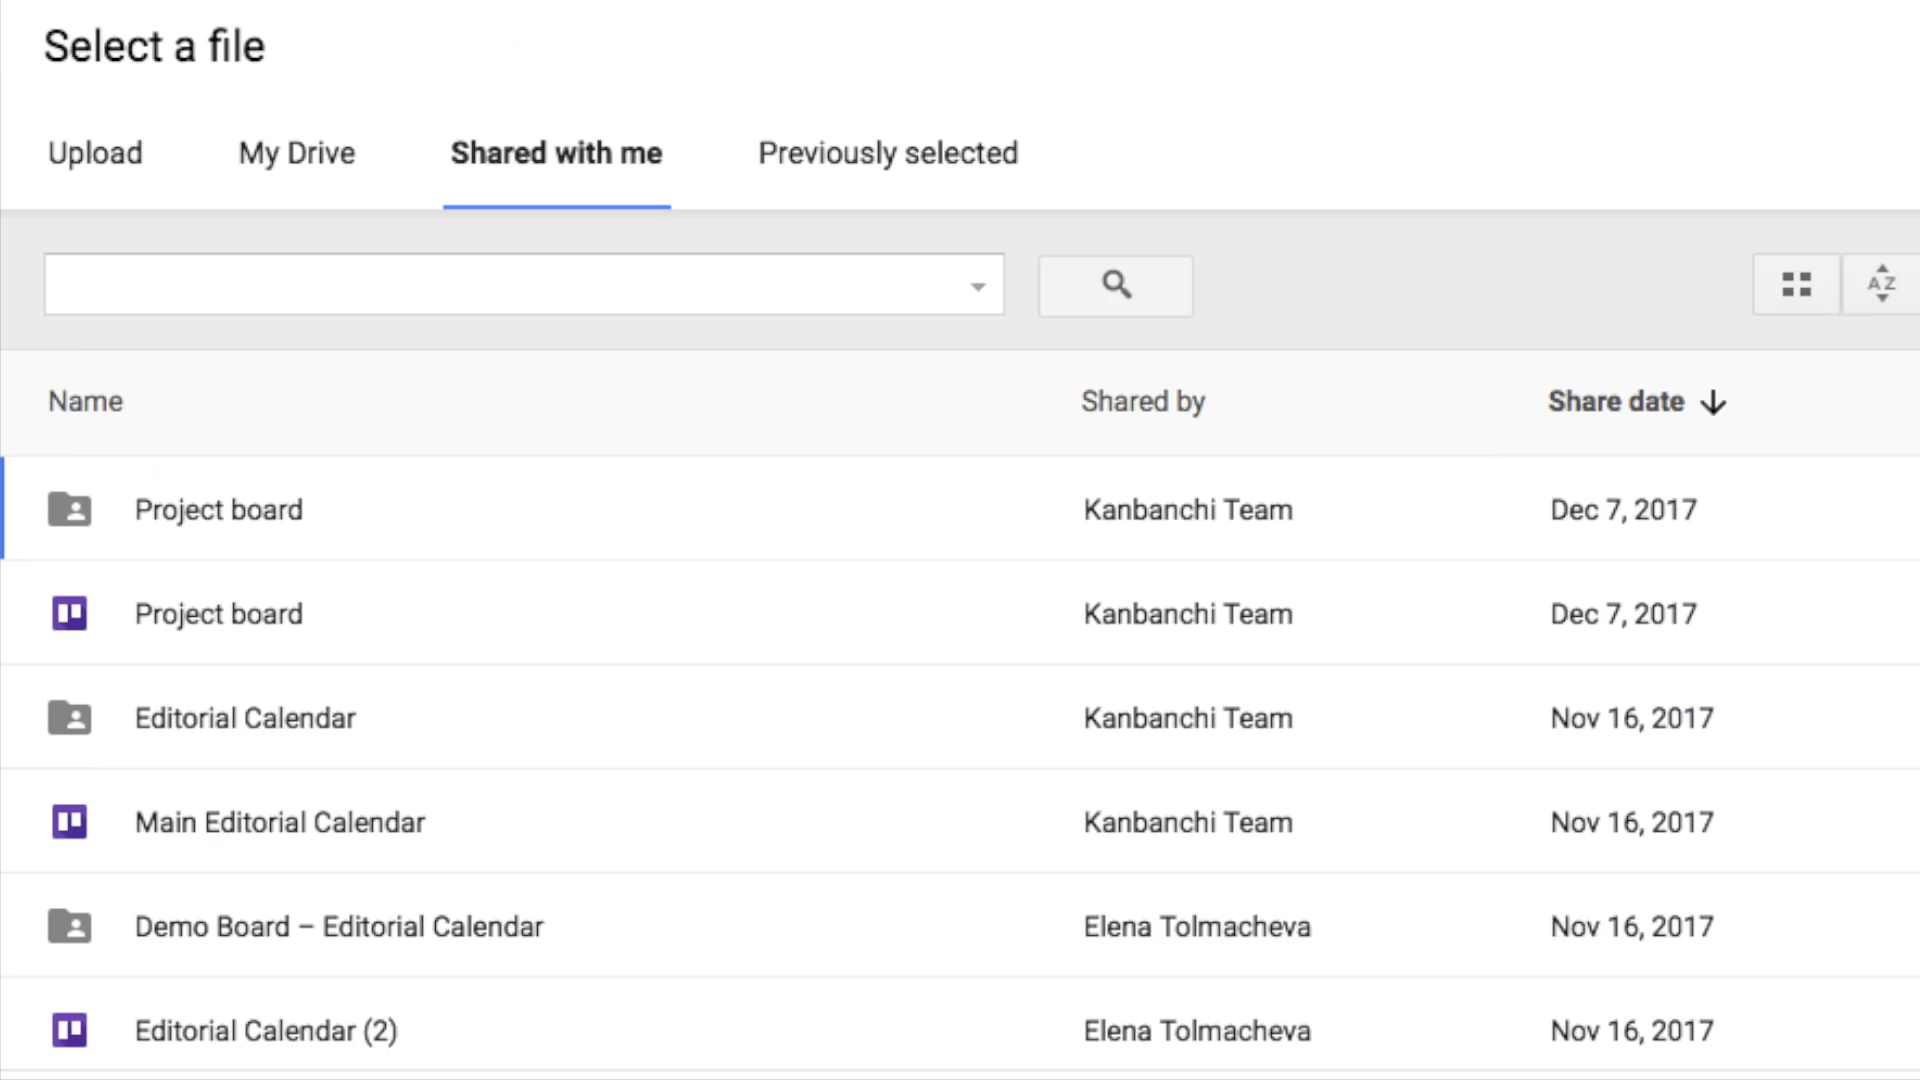 Select a file
Upload My Drive Shared with me Previously selected
AZ
Name Shared by Share date
Project board Kanbanchi Team Dec 7, 2017
Project board Kanbanchi Team Dec 7, 2017
Editorial Calendar Kanbanchi Team Nov 16, 2017
Main Editorial Calendar Kanbanchi Team Nov 16, 2017
Demo Board – Editorial Calendar Elena Tolmacheva Nov 16, 2017
Editorial Calendar (2) Elena Tolmacheva Nov 16, 2017